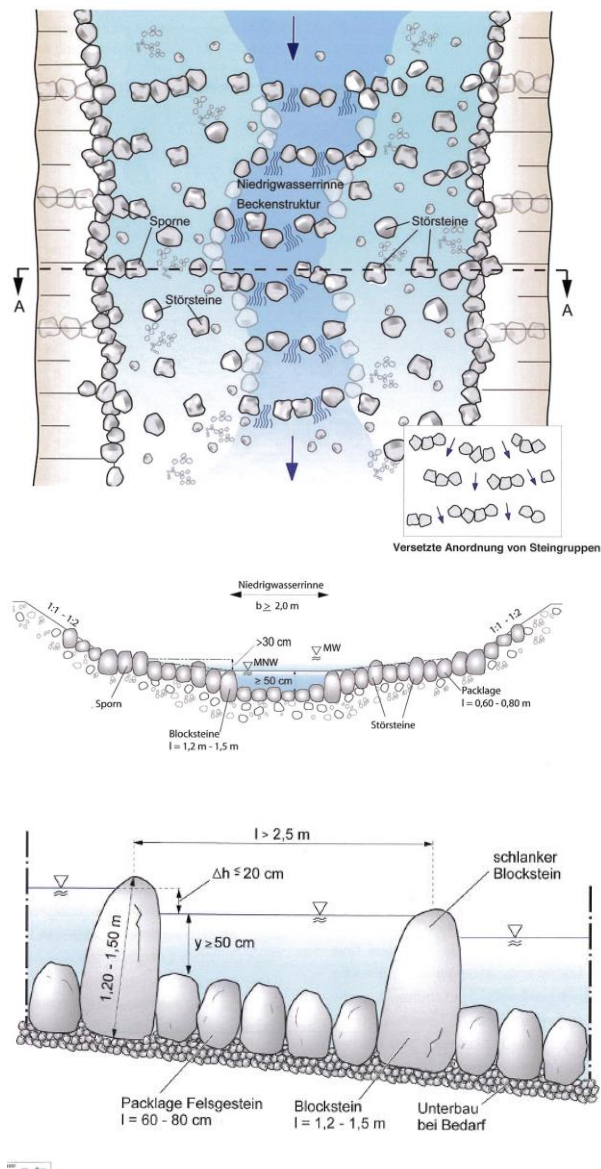 Niedrigwasserrinne
Beckenstruktur
Sporne
Störsteine
Störsteine
A
A
Versetzte Anordnung von Steingruppen
Niedrigwasserrinne
b ≥ 2,0 m
1:1 - 1:2
1:1 - 1:2
>30 cm
MW
MNW
≥ 50 cm
Sporn
Packlage
l = 0,60 - 0,80 m
Störsteine
Blocksteine
l = 1,2 m - 1,5 m
l > 2,5 m
schlanker
Blockstein
Δh ≤ 20 cm
1,20 - 1,50 m
y ≥ 50 cm
Packlage Felsgestein
l = 60 - 80 cm
Blockstein
l = 1,2 - 1,5 m
Unterbau
bei Bedarf